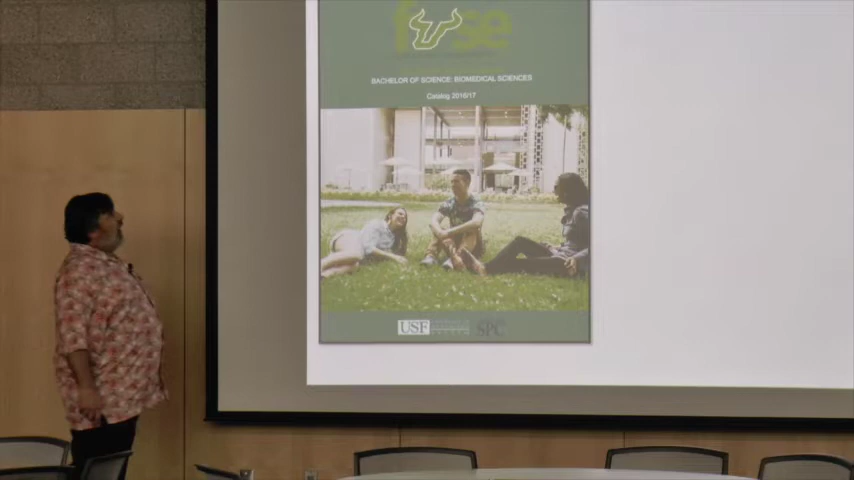 fuse
BACHELOR OF SCIENCE: BIOMEDICAL SCIENCES
Catalog 2016/17
USF
SPC